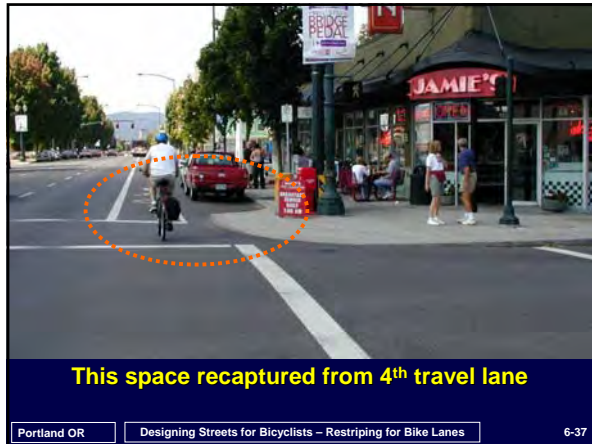 BRIDGE
PEDAL
JAMIE'S
OPEN
This space recaptured from 4th travel lane
Portland OR
Designing Streets for Bicyclists – Restriping for Bike Lanes
6-37